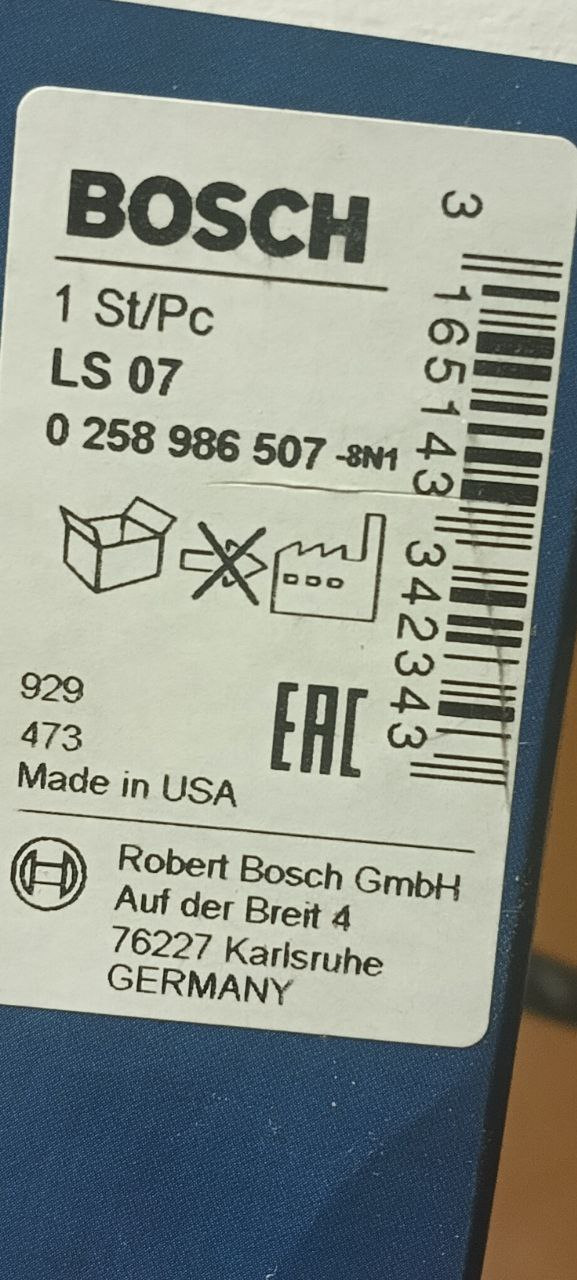 BOSCH
1 St/Pc
LS 07
0 258 986 507 -8N1
929
473
Made in USA
EAC
Robert Bosch GmbH
Auf der Breit 4
76227 Karlsruhe
GERMANY
3 165143 342343